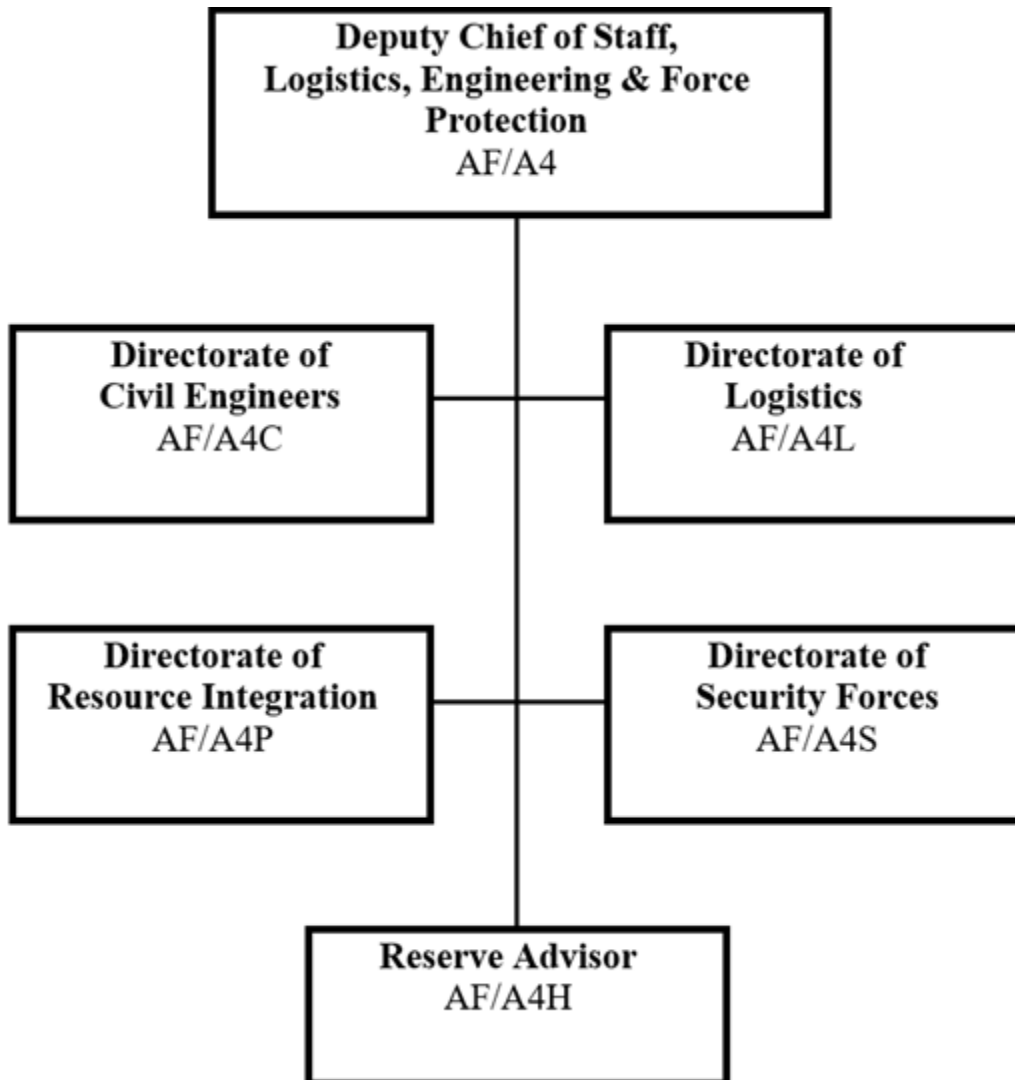 Deputy Chief of Staff,
Logistics, Engineering & Force
Protection
AF/A4
Directorate of
Civil Engineers
AF/A4C
Directorate of
Logistics
AF/A4L
Directorate of
Resource Integration
AF/A4P
Directorate of
Security Forces
AF/A4S
Reserve Advisor
AF/A4H